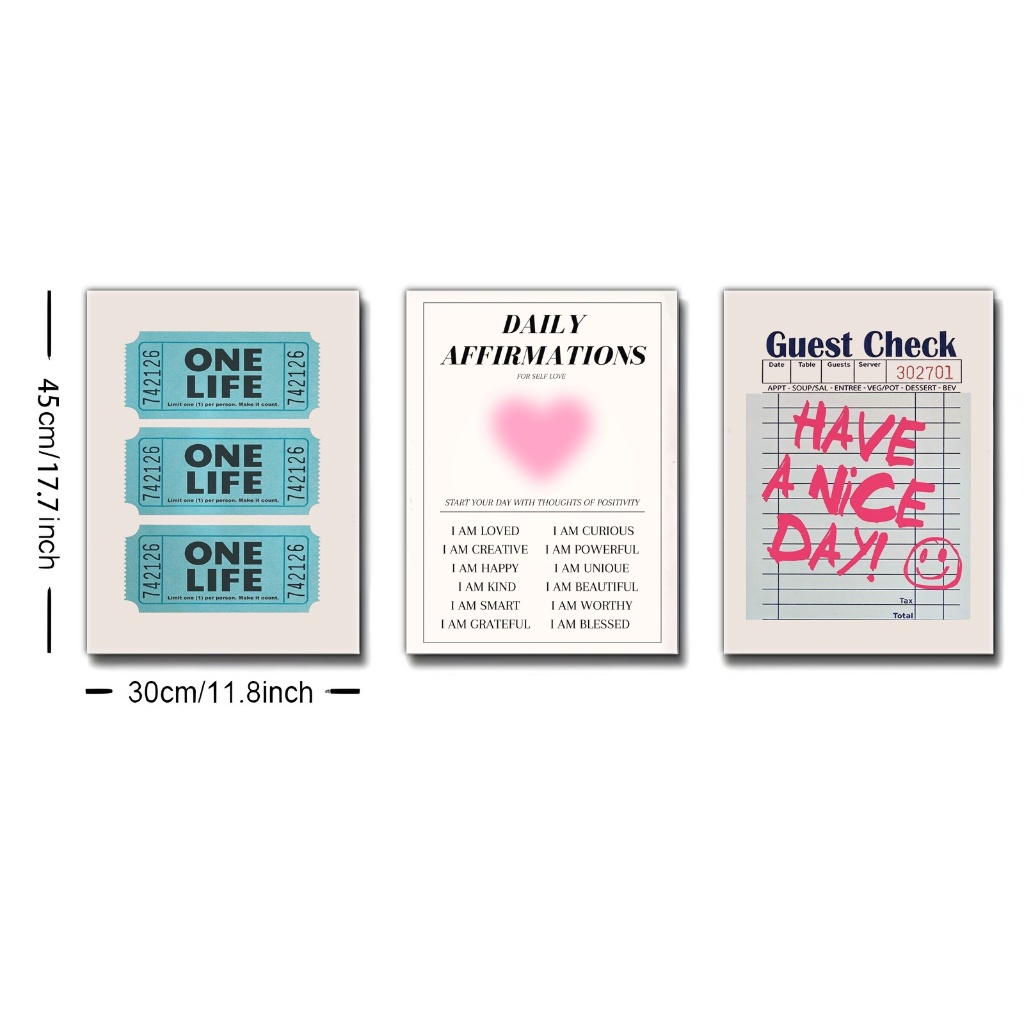 45cm/17.7 inch
30cm/11.8inch
742126
ONE
LIFE
742126
Limit one (1) per person. Make it count.
742126
ONE
LIFE
742126
Limit one (1) per person. Make it count.
742126
ONE
LIFE
742126
Limit one (1) per person. Make it count.
DAILY
AFFIRMATIONS
FOR SELF LOVE
START YOUR DAY WITH THOUGHTS OF POSITIVITY
I AM LOVED
I AM CREATIVE
I AM HAPPY
I AM KIND
I AM SMART
I AM GRATEFUL
I AM CURIOUS
I AM POWERFUL
I AM UNIQUE
I AM BEAUTIFUL
I AM WORTHY
I AM BLESSED
Guest Check
Date Table Guests Server 302701
APPT - SOUP/SAL - ENTREE - VEG/POT - DESSERT - BEV
HAVE
A NiCE
DAY!
Tax
Total